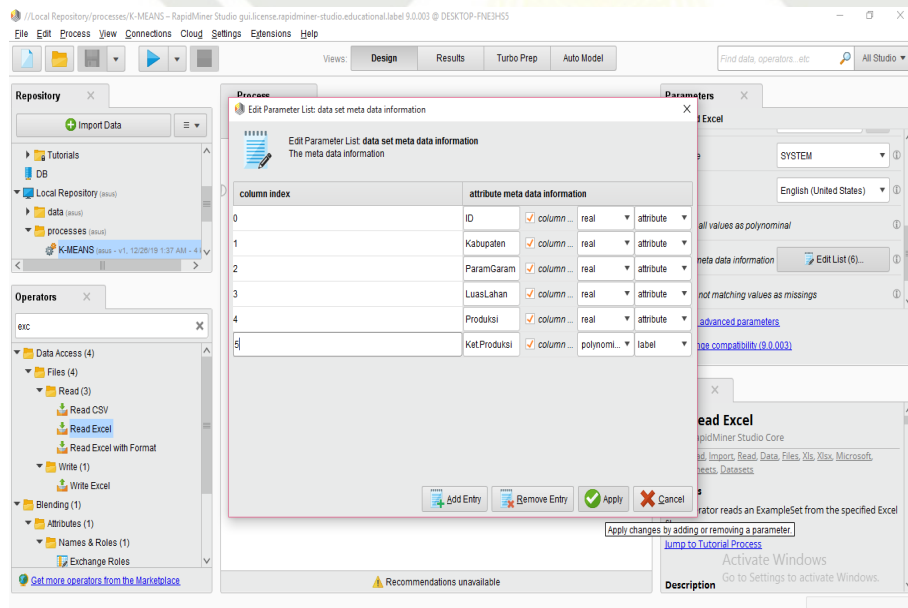 //Local Repository/processes/K-MEANS – RapidMiner Studio gui.license.rapidminer-studio.educational.label 9.0.003 @ DESKTOP-FNE3HS5
File Edit Process View Connections Cloud Settings Extensions Help
Views: Design Results Turbo Prep Auto Model
Find data, operators...etc
All Studio
Repository
Import Data
Tutorials
DB
Local Repository (asus)
data (asus)
processes (asus)
K-MEANS (asus - v1, 12/26/19 1:37 AM - 4
Operators
exc
Data Access (4)
Files (4)
Read (3)
Read CSV
Read Excel
Read Excel with Format
Write (1)
Write Excel
Blending (1)
Attributes (1)
Names & Roles (1)
Exchange Roles
Get more operators from the Marketplace
Process
Edit Parameter List: data set meta data information
Edit Parameter List: data set meta data information
The meta data information
column index attribute meta data information
0 ID column ... real attribute
1 Kabupaten column ... real attribute
2 ParamGaram column ... real attribute
3 LuasLahan column ... real attribute
4 Produksi column ... real attribute
5 Ket.Produksi column ... polynomi... label
Add Entry Remove Entry Apply Cancel
Apply changes by adding or removing a parameter.
Recommendations unavailable
Parameters
Excel
SYSTEM
English (United States)
all values as polynominal
meta data information Edit List (6)...
not matching values as missings
advanced parameters
compatibility (9.0.003)
ead Excel
apidMiner Studio Core
Import, Read, Data, Files, Xls, Xlsx, Microsoft,
Datasets
rator reads an ExampleSet from the specified Excel
Jump to Tutorial Process
Description
Activate Windows
Go to Settings to activate Windows.